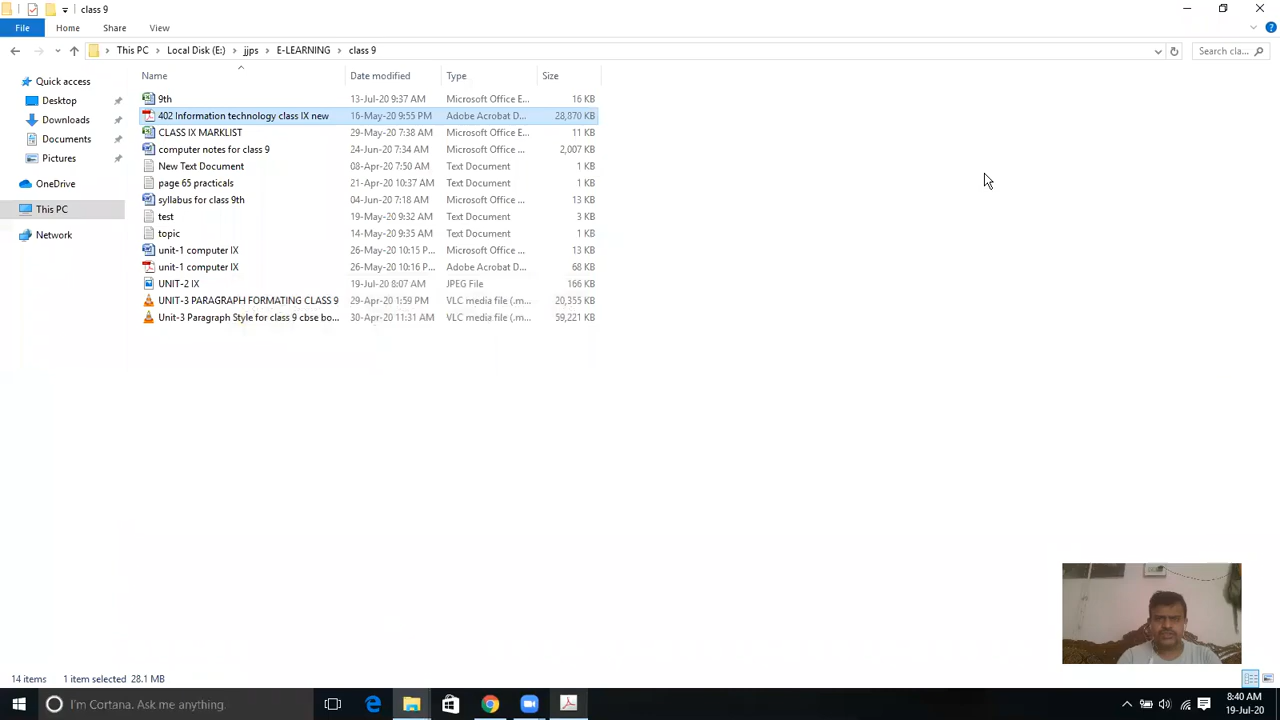 class 9
File Home Share View
This PC Local Disk (E:) jjps E-LEARNING class 9 Search cla...
Name Date modified Type Size
Quick access
Desktop
Downloads
Documents
Pictures
OneDrive
This PC
Network
9th 13-Jul-20 9:37 AM Microsoft Office E... 16 KB
402 Information technology class IX new 16-May-20 9:55 PM Adobe Acrobat D... 28,870 KB
CLASS IX MARKLIST 29-May-20 7:38 AM Microsoft Office E... 11 KB
computer notes for class 9 24-Jun-20 7:34 AM Microsoft Office ... 2,007 KB
New Text Document 08-Apr-20 7:50 AM Text Document 1 KB
page 65 practicals 21-Apr-20 10:37 AM Text Document 1 KB
syllabus for class 9th 04-Jun-20 7:18 AM Microsoft Office ... 13 KB
test 19-May-20 9:32 AM Text Document 3 KB
topic 14-May-20 9:35 AM Text Document 1 KB
unit-1 computer IX 26-May-20 10:15 P... Microsoft Office ... 13 KB
unit-1 computer IX 26-May-20 10:16 P... Adobe Acrobat D... 68 KB
UNIT-2 IX 19-Jul-20 8:07 AM JPEG File 166 KB
UNIT-3 PARAGRAPH FORMATING CLASS 9 29-Apr-20 1:59 PM VLC media file (.m... 20,355 KB
Unit-3 Paragraph Style for class 9 cbse bo... 30-Apr-20 11:31 AM VLC media file (.m... 59,221 KB
14 items 1 item selected 28.1 MB
I'm Cortana. Ask me anything.
8:40 AM
19-Jul-20